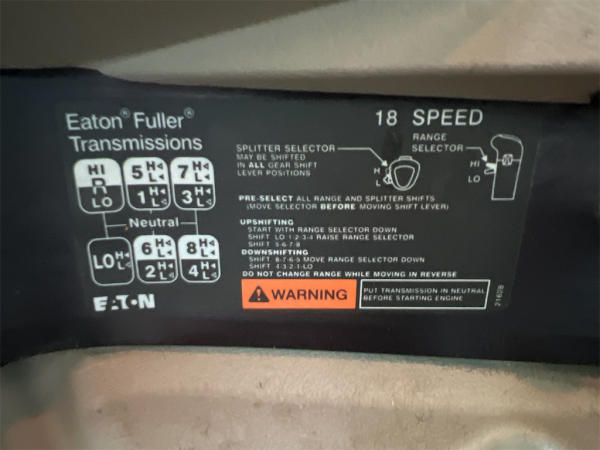 Eaton® Fuller®
Transmissions
18 SPEED
SPLITTER SELECTOR
MAY BE SHIFTED
IN ALL GEAR SHIFT
LEVER POSITIONS
H
L
RANGE
SELECTOR
HI
LO
HI
R
LO
5 H L
1 H L
7 H L
3 H L
Neutral
LO H L
6 H L
2 H L
8 H L
4 H L
EATON
PRE-SELECT ALL RANGE AND SPLITTER SHIFTS
(MOVE SELECTOR BEFORE MOVING SHIFT LEVER)
UPSHIFTING
START WITH RANGE SELECTOR DOWN
SHIFT LO-1-2-3-4 RAISE RANGE SELECTOR
SHIFT 5-6-7-8
DOWNSHIFTING
SHIFT 8-7-6-5 MOVE RANGE SELECTOR DOWN
SHIFT 4-3-2-1-LO
DO NOT CHANGE RANGE WHILE MOVING IN REVERSE
WARNING
PUT TRANSMISSION IN NEUTRAL
BEFORE STARTING ENGINE